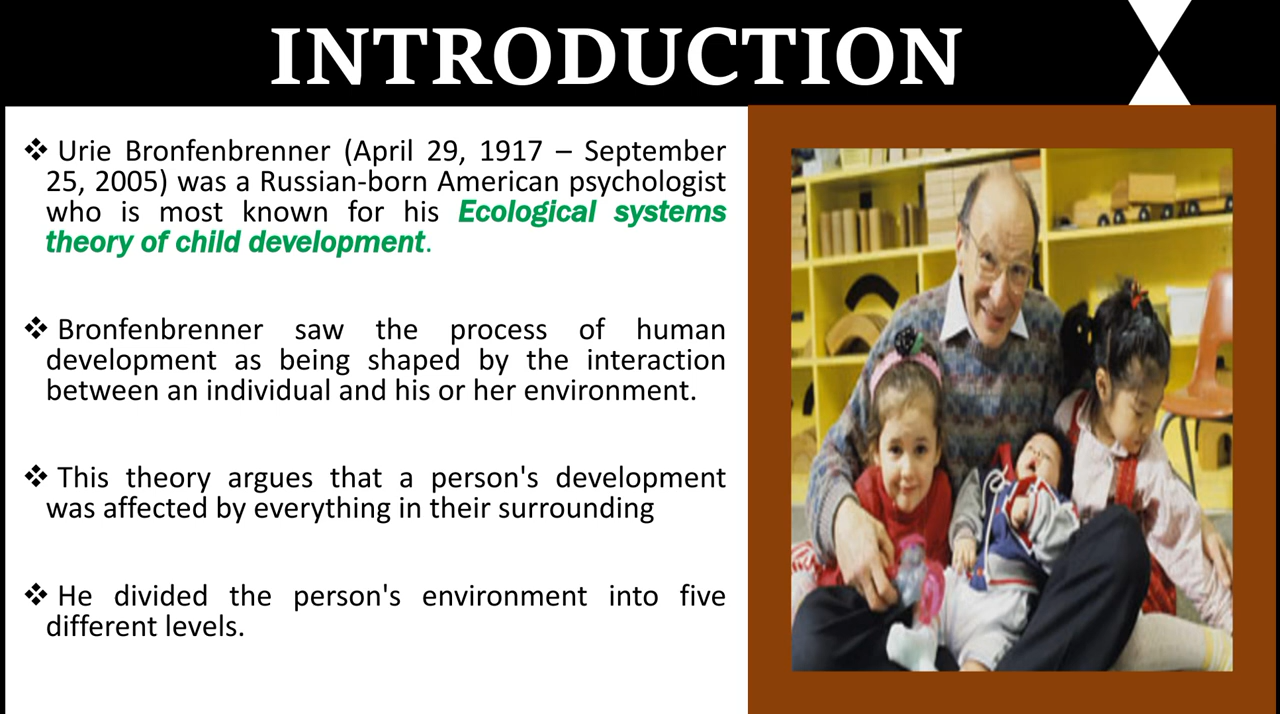 INTRODUCTION
❖ Urie Bronfenbrenner (April 29, 1917 – September
25, 2005) was a Russian-born American psychologist
who is most known for his Ecological systems
theory of child development.
❖ Bronfenbrenner saw the process of human
development as being shaped by the interaction
between an individual and his or her environment.
❖ This theory argues that a person's development
was affected by everything in their surrounding
❖ He divided the person's environment into five
different levels.